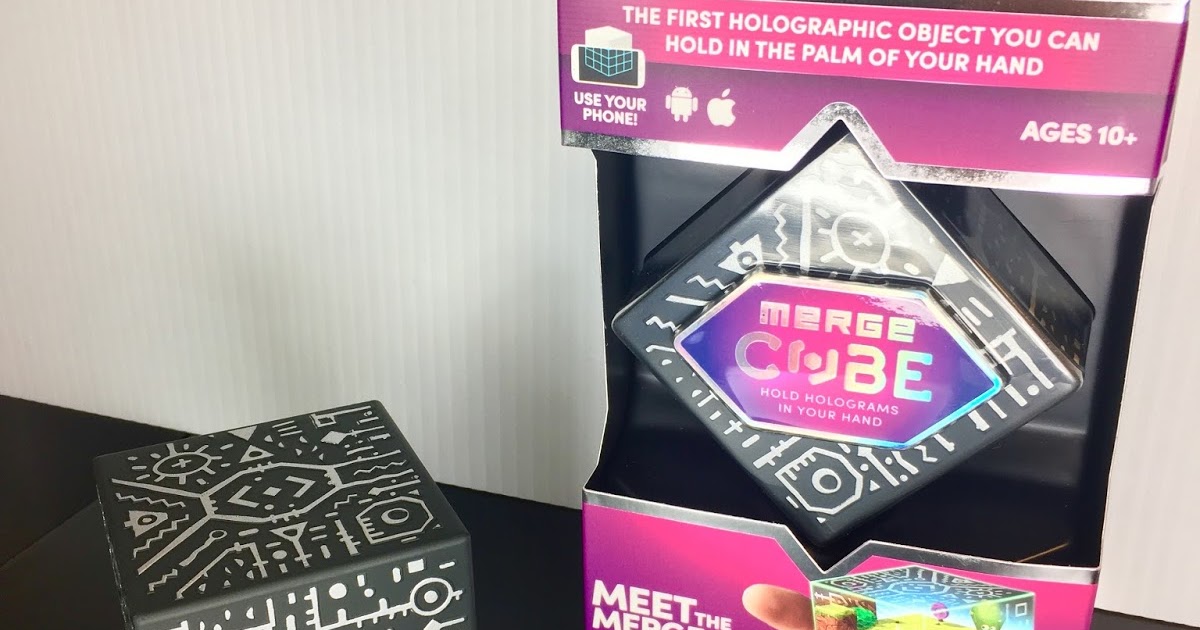 THE FIRST HOLOGRAPHIC OBJECT YOU CAN
HOLD IN THE PALM OF YOUR HAND
USE YOUR
PHONE!
AGES 10+
MERGE
CUBE
HOLD HOLOGRAMS
IN YOUR HAND
MEET THE
MERGE